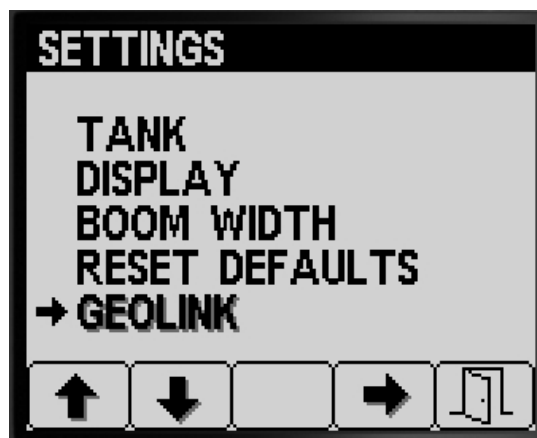 SETTINGS
TANK
DISPLAY
BOOM WIDTH
RESET DEFAULTS
GEOLINK